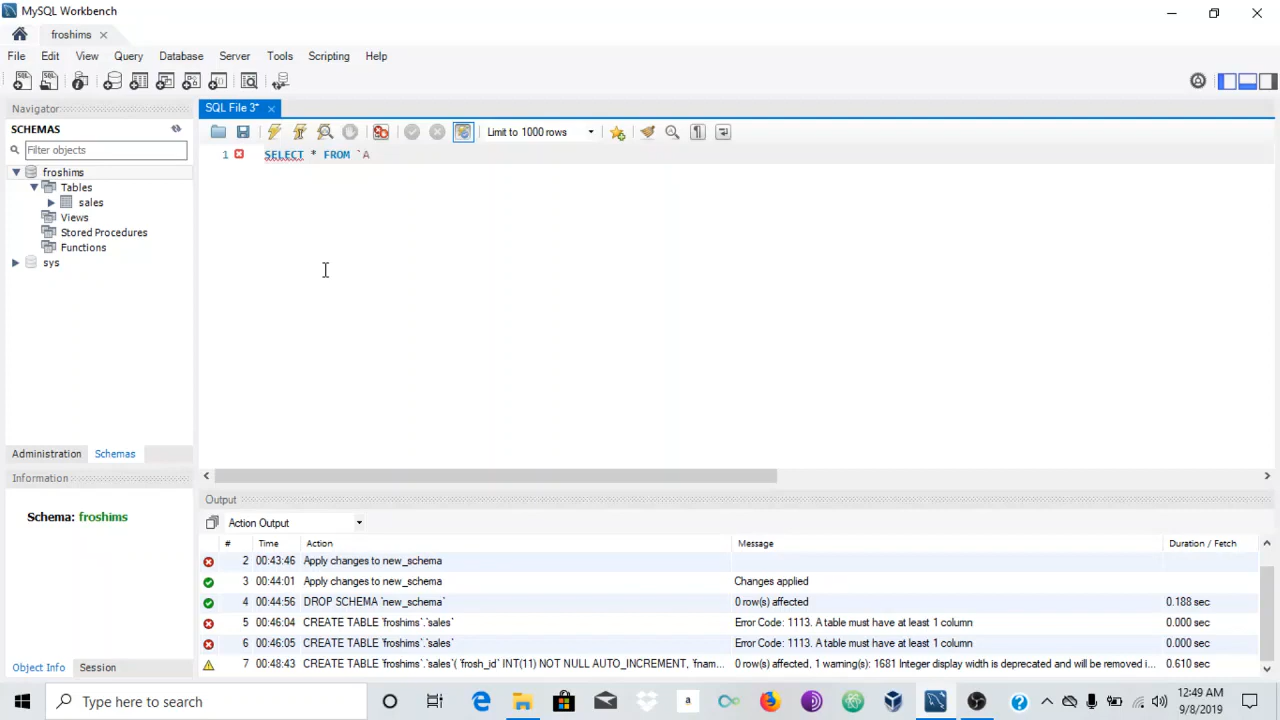 MySQL Workbench
froshims
File Edit View Query Database Server Tools Scripting Help
Navigator
SCHEMAS
Filter objects
froshims
Tables
sales
Views
Stored Procedures
Functions
sys
Administration Schemas
Information
Schema: froshims
Object Info Session
SQL File 3*
Limit to 1000 rows
1 SELECT * FROM `A
Output
Action Output
# Time Action Message Duration / Fetch
2 00:43:46 Apply changes to new_schema
3 00:44:01 Apply changes to new_schema Changes applied
4 00:44:56 DROP SCHEMA `new_schema` 0 row(s) affected 0.188 sec
5 00:46:04 CREATE TABLE `froshims`.`sales` Error Code: 1113. A table must have at least 1 column 0.000 sec
6 00:46:05 CREATE TABLE `froshims`.`sales` Error Code: 1113. A table must have at least 1 column 0.000 sec
7 00:48:43 CREATE TABLE `froshims`.`sales`( `frosh_id` INT(11) NOT NULL AUTO_INCREMENT, `fnam... 0 row(s) affected, 1 warning(s): 1681 Integer display width is deprecated and will be removed i... 0.610 sec
Type here to search
12:49 AM
9/8/2019